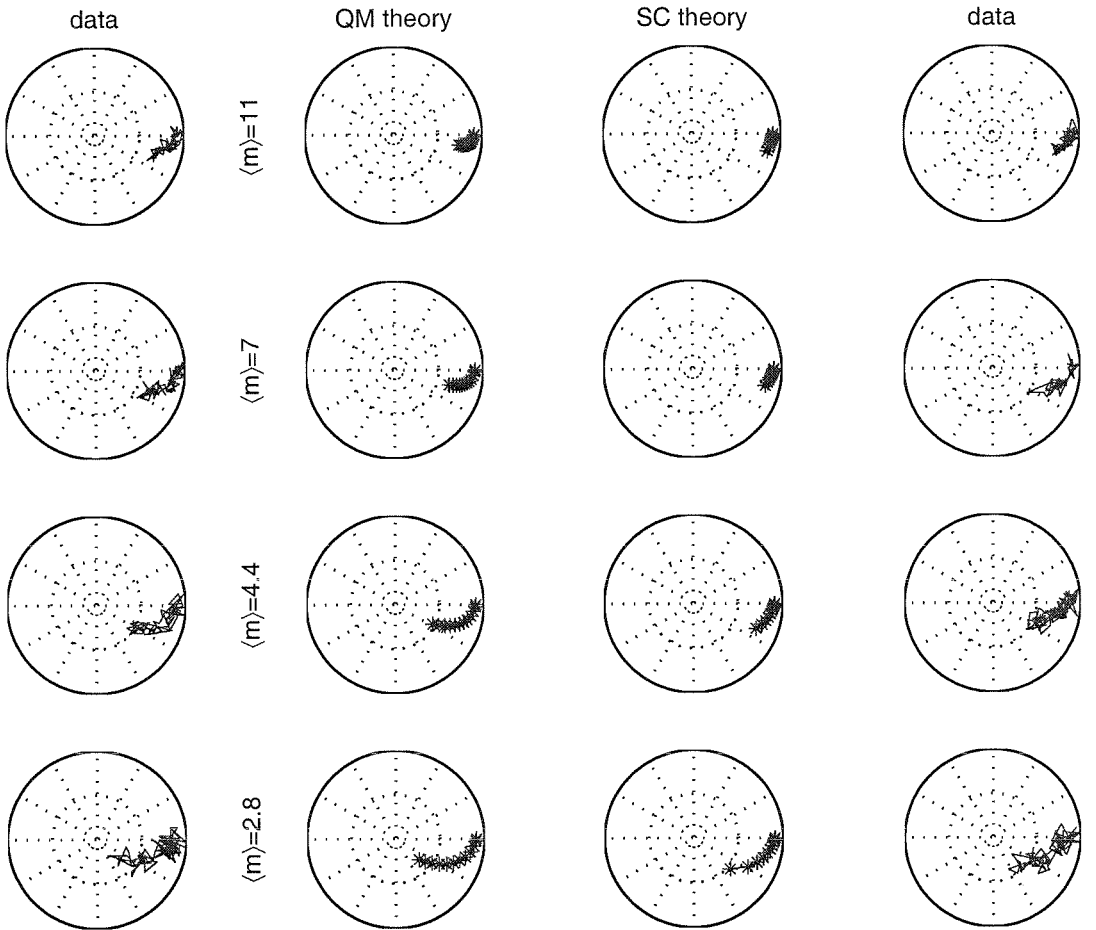 data QM theory SC theory data
⟨m⟩=11
⟨m⟩=7
⟨m⟩=4.4
⟨m⟩=2.8